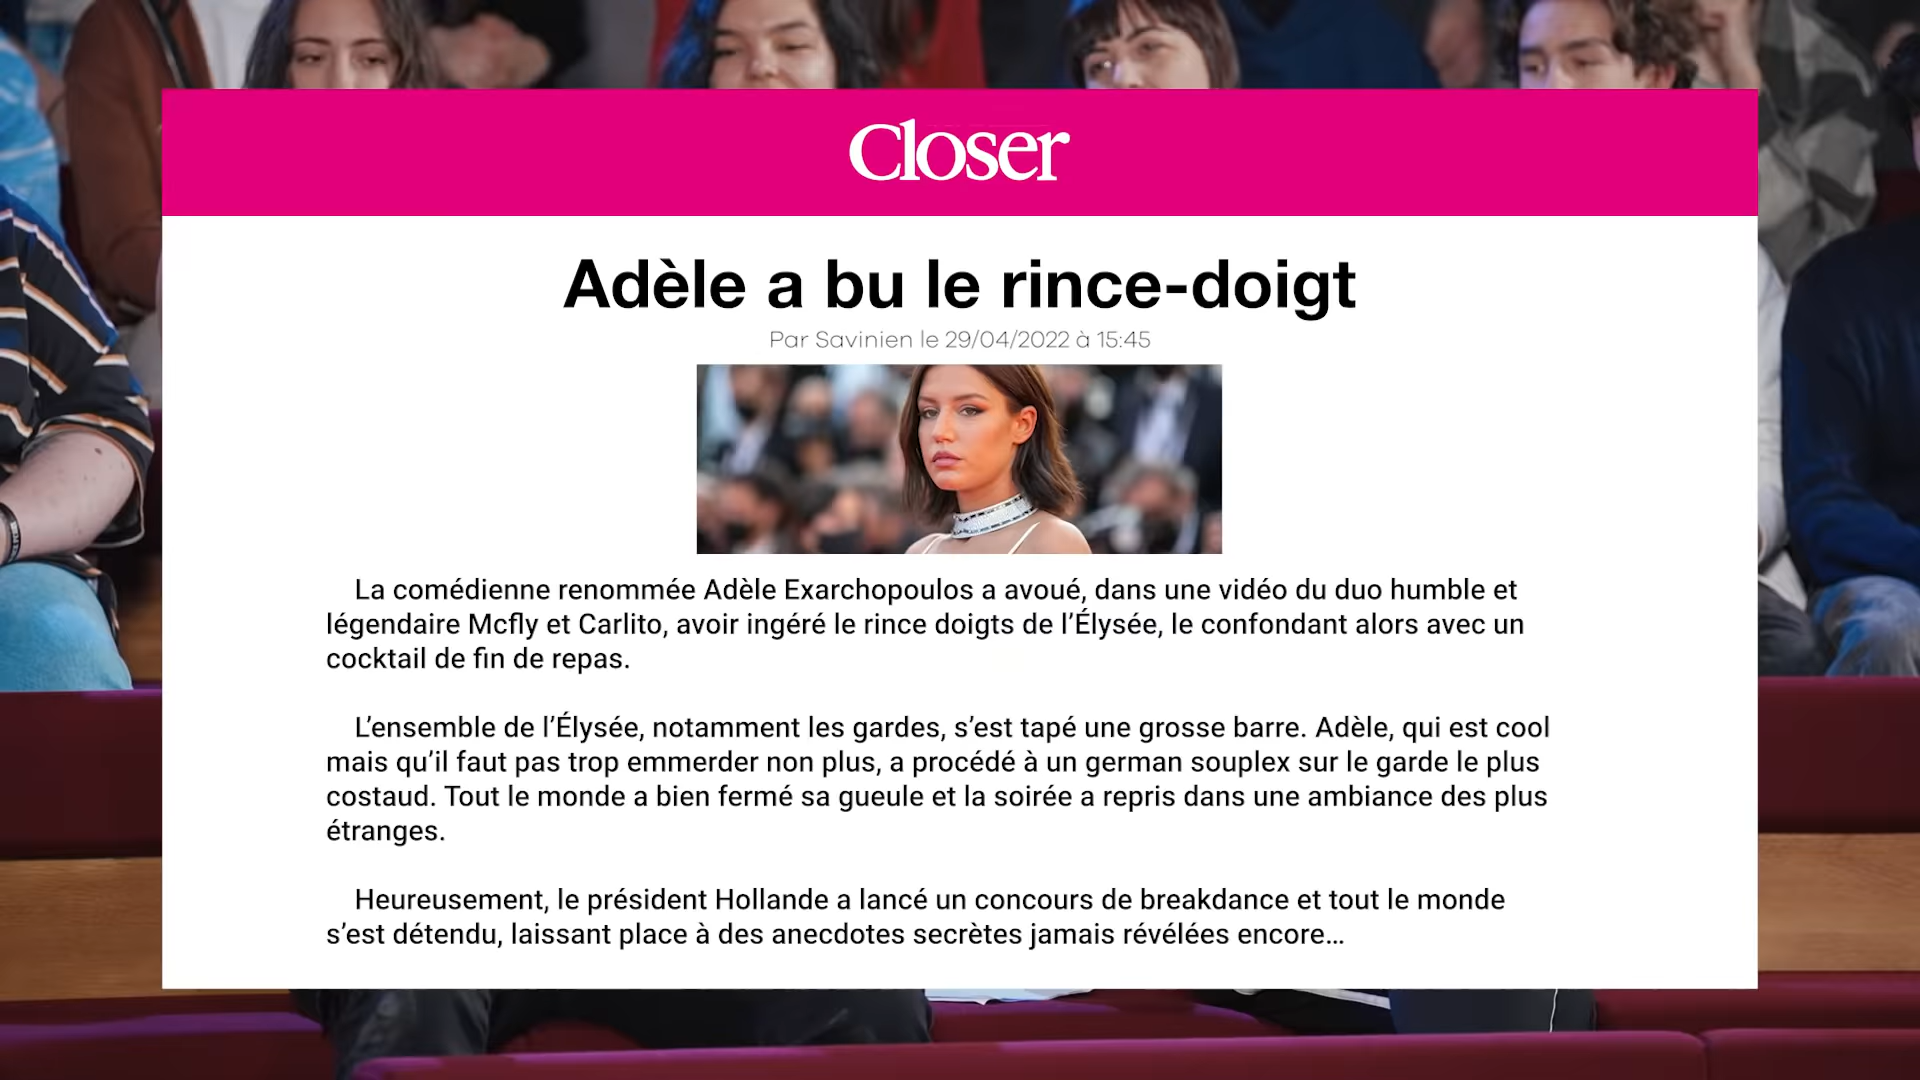 Closer
Adèle a bu le rince-doigt
Par Savinien le 29/04/2022 à 15:45
La comédienne renommée Adèle Exarchopoulos a avoué, dans une vidéo du duo humble et
légendaire Mcfly et Carlito, avoir ingéré le rince doigts de l’Élysée, le confondant alors avec un
cocktail de fin de repas.
L’ensemble de l’Élysée, notamment les gardes, s’est tapé une grosse barre. Adèle, qui est cool
mais qu’il faut pas trop emmerder non plus, a procédé à un german souplex sur le garde le plus
costaud. Tout le monde a bien fermé sa gueule et la soirée a repris dans une ambiance des plus
étranges.
Heureusement, le président Hollande a lancé un concours de breakdance et tout le monde
s’est détendu, laissant place à des anecdotes secrètes jamais révélées encore…